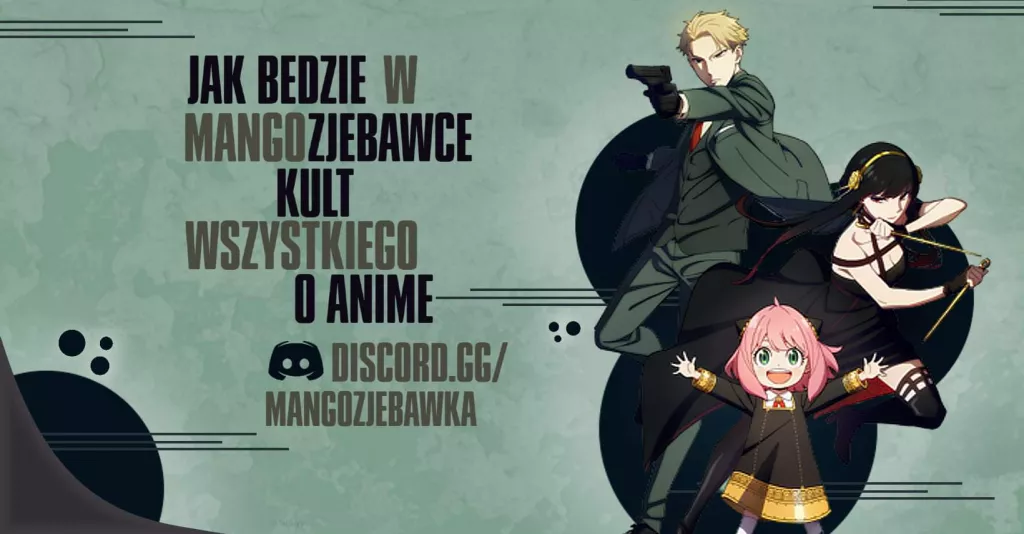 JAK BEDZIE W
MANGOZJEBAWCE
KULT
WSZYSTKIEGO
O ANIME
DISCORD.GG/
MANGOZJEBAWKA